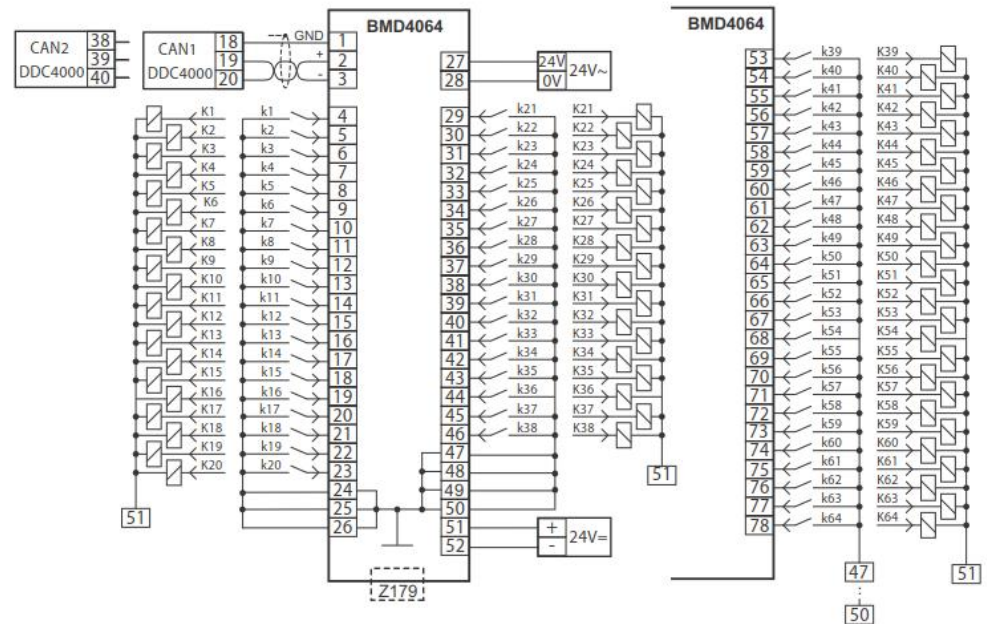 BMD4064
BMD4064
CAN2
DDC4000
38
39
40
CAN1
DDC4000
18
19
20
GND
+
-
1
2
3
27
28
24V
0V
24V~
K1 k1 4
K2 k2 5
K3 k3 6
K4 k4 7
K5 k5 8
K6 k6 9
K7 k7 10
K8 k8 11
K9 k9 12
K10 k10 13
K11 k11 14
K12 k12 15
K13 k13 16
K14 k14 17
K15 k15 18
K16 k16 19
K17 k17 20
K18 k18 21
K19 k19 22
K20 k20 23
24
25
26
51
29 k21 K21
30 k22 K22
31 k23 K23
32 k24 K24
33 k25 K25
34 k26 K26
35 k27 K27
36 k28 K28
37 k29 K29
38 k30 K30
39 k31 K31
40 k32 K32
41 k33 K33
42 k34 K34
43 k35 K35
44 k36 K36
45 k37 K37
46 k38 K38
47
48
49
50
51
52
51
+
-
24V=
Z179
53 k39 K39
54 k40 K40
55 k41 K41
56 k42 K42
57 k43 K43
58 k44 K44
59 k45 K45
60 k46 K46
61 k47 K47
62 k48 K48
63 k49 K49
64 k50 K50
65 k51 K51
66 k52 K52
67 k53 K53
68 k54 K54
69 k55 K55
70 k56 K56
71 k57 K57
72 k58 K58
73 k59 K59
74 k60 K60
75 k61 K61
76 k62 K62
77 k63 K63
78 k64 K64
47
50
51